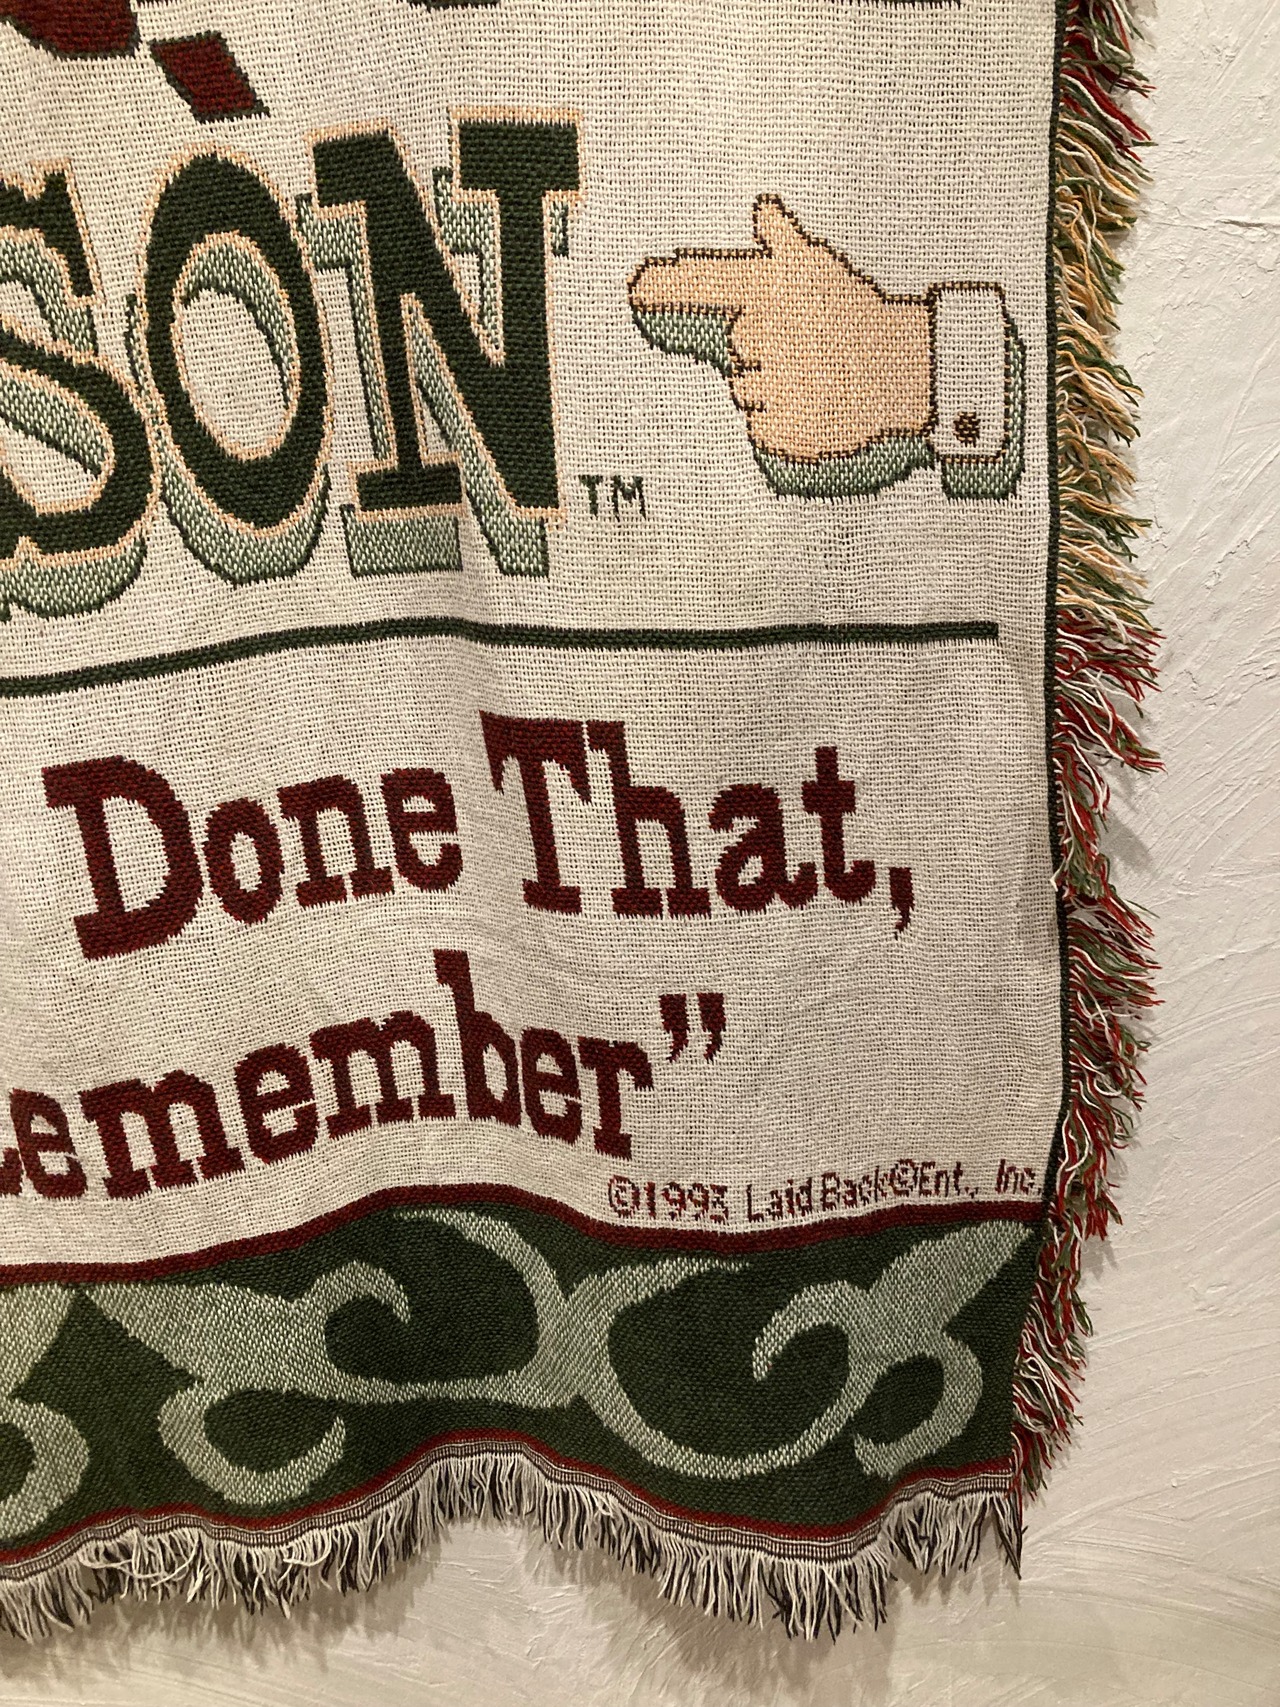 SON
TM
Done That,
emember”
©1993 Laid Back©Ent., Inc.